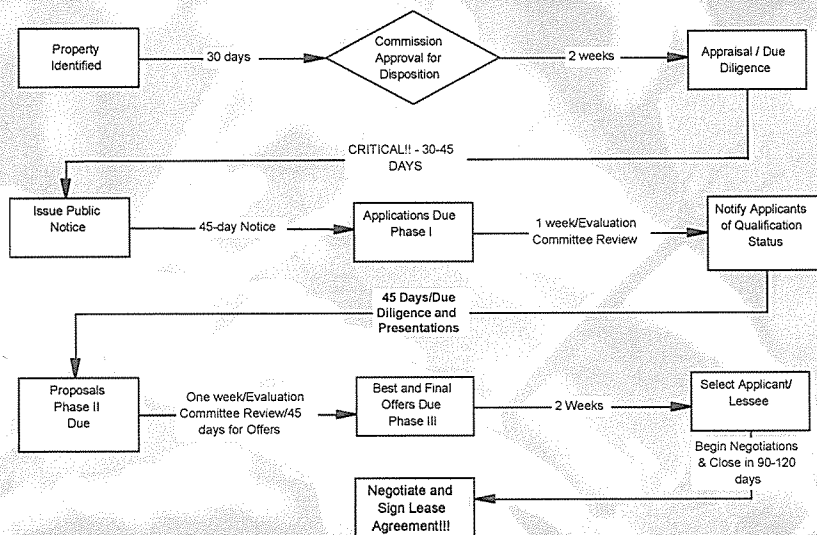 Property
Identified
30 days
Commission
Approval for
Disposition
2 weeks
Appraisal / Due
Diligence
CRITICAL!! - 30-45
DAYS
Issue Public
Notice
45-day Notice
Applications Due
Phase I
1 week/Evaluation
Committee Review
Notify Applicants
of Qualification
Status
45 Days/Due
Diligence and
Presentations
Proposals
Phase II
Due
One week/Evaluation
Committee Review/45
days for Offers
Best and Final
Offers Due
Phase III
2 Weeks
Select Applicant/
Lessee
Begin Negotiations
& Close in 90-120
days
Negotiate and
Sign Lease
Agreement!!!